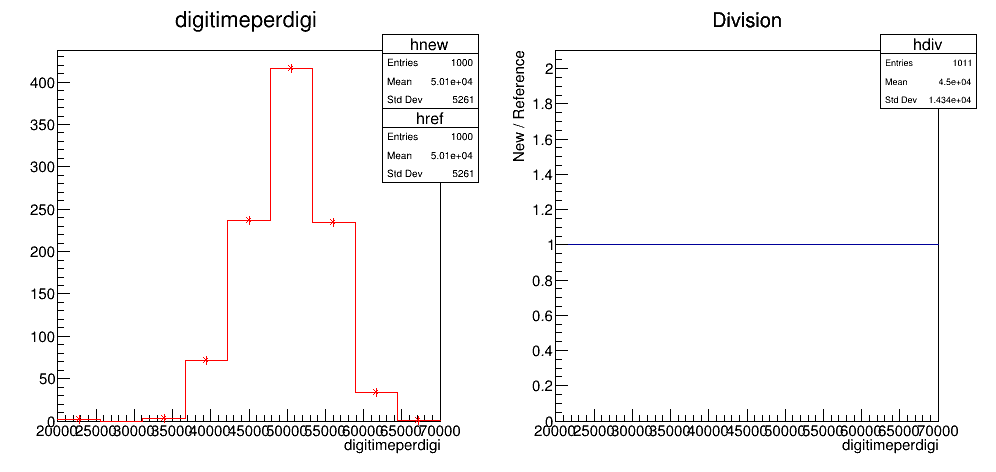 digitimeperdigi
hnew
Entries 1000
Mean 5.01e+04
Std Dev 5261
href
Entries 1000
Mean 5.01e+04
Std Dev 5261
400
350
300
250
200
150
100
50
0
20000 25000 30000 35000 40000 45000 50000 55000 60000 65000 70000
digitimeperdigi
Division
hdiv
Entries 1011
Mean 4.5e+04
Std Dev 1.434e+04
New / Reference
2
1.8
1.6
1.4
1.2
1
0.8
0.6
0.4
0.2
0
20000 25000 30000 35000 40000 45000 50000 55000 60000 65000 70000
digitimeperdigi